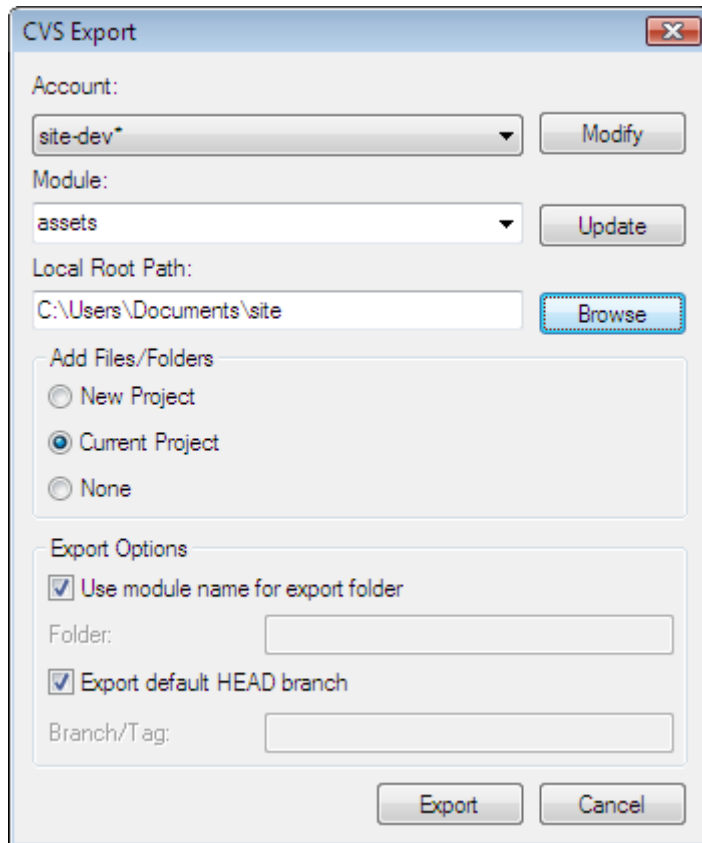 CVS Export
Account:
site-dev*
Modify
Module:
assets
Update
Local Root Path:
C:\Users\Documents\site
Browse
Add Files/Folders
New Project
Current Project
None
Export Options
Use module name for export folder
Folder:
Export default HEAD branch
Branch/Tag:
Export
Cancel